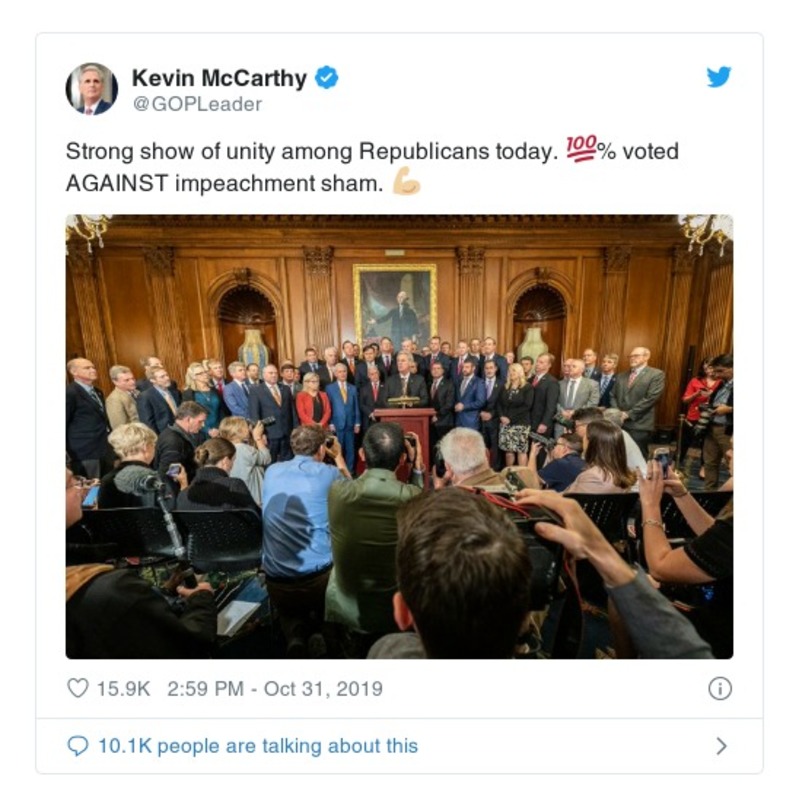 Kevin McCarthy
@GOPLeader
Strong show of unity among Republicans today. 💯% voted
AGAINST impeachment sham. 💪🏼
15.9K 2:59 PM - Oct 31, 2019
10.1K people are talking about this